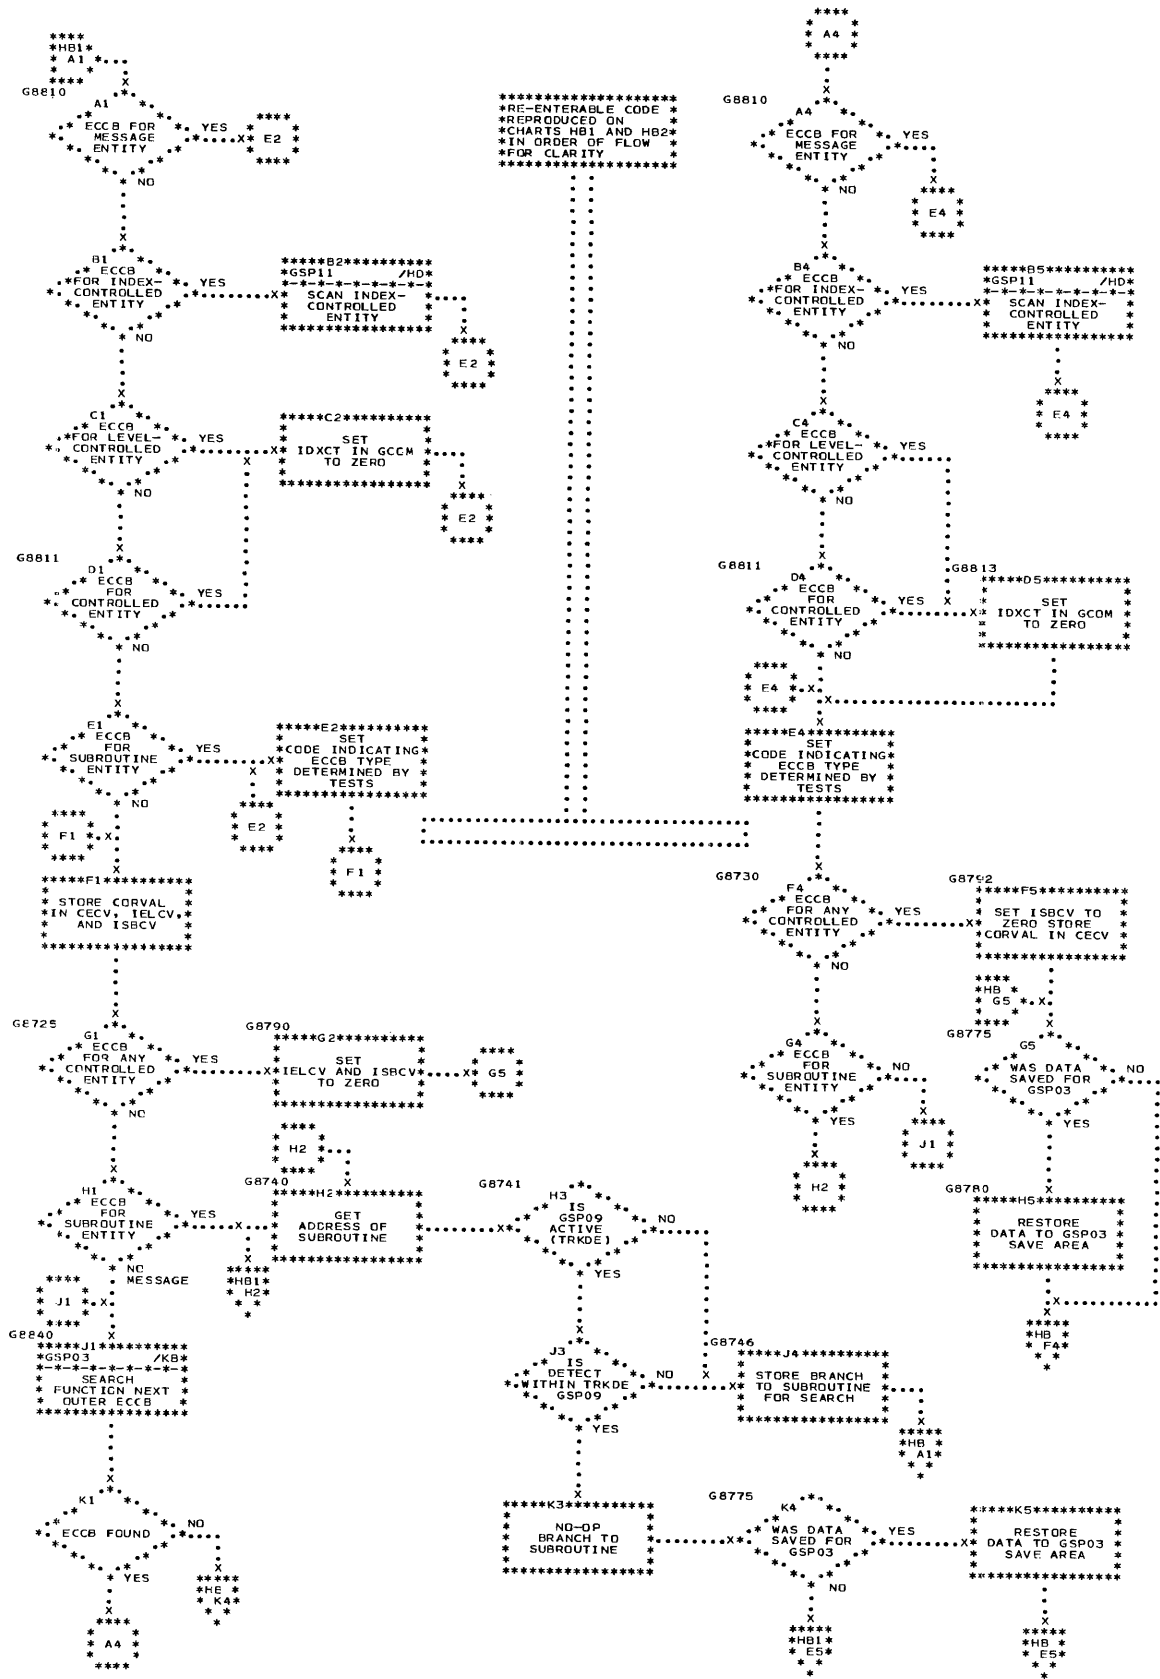 HB1
A1
G8810
A1
ECCB FOR
MESSAGE
ENTITY
YES
E2
NO
B1
ECCB
FOR INDEX-
CONTROLLED
ENTITY
YES
B2
GSP11 /HD
SCAN INDEX-
CONTROLLED
ENTITY
E2
NO
C1
ECCB
FOR LEVEL-
CONTROLLED
ENTITY
YES
C2
SET
IDXCT IN GCCM
TO ZERO
E2
NO
G8811
D1
ECCB
FOR
CONTROLLED
ENTITY
YES
NO
E1
ECCB
FOR
SUBROUTINE
ENTITY
YES
E2
SET
CODE INDICATING
ECCB TYPE
DETERMINED BY
TESTS
E2
F1
NO
F1
F1
STORE CORVAL
IN CECV, IELCV,
AND ISBCV
G8725
G1
ECCB
FOR ANY
CONTROLLED
ENTITY
YES
G8790
G2
SET
IELCV AND ISBCV
TO ZERO
G5
NO
H2
H1
ECCB
FOR
SUBROUTINE
ENTITY
YES
G8740
H2
GET
ADDRESS OF
SUBROUTINE
HB1
H2
NO
MESSAGE
J1
G8840
J1
GSP03 /KB
SEARCH
FUNCTION NEXT
OUTER ECCB
K1
ECCB FOUND
NO
HB
K4
YES
A4
RE-ENTERABLE CODE
REPRODUCED ON
CHARTS HB1 AND HB2
IN ORDER OF FLOW
FOR CLARITY
G8741
H3
IS
GSP09
ACTIVE
(TRKDE)
NO
YES
J3
IS
DETECT
WITHIN TRKDE
GSP09
NO
YES
G8746
J4
STORE BRANCH
TO SUBROUTINE
FOR SEARCH
HB
A1
K3
NO-OP
BRANCH TO
SUBROUTINE
G8775
K4
WAS DATA
SAVED FOR
GSP03
YES
NO
HB1
E5
K5
RESTORE
DATA TO GSP03
SAVE AREA
HB
E5
A4
G8810
A4
ECCB FOR
MESSAGE
ENTITY
YES
E4
NO
B4
ECCB
FOR INDEX-
CONTROLLED
ENTITY
YES
B5
GSP11 /HD
SCAN INDEX-
CONTROLLED
ENTITY
E4
NO
C4
ECCB
FOR LEVEL-
CONTROLLED
ENTITY
YES
NO
G8811
D4
ECCB
FOR
CONTROLLED
ENTITY
YES
G8813
D5
SET
IDXCT IN GCOM
TO ZERO
NO
E4
E4
SET
CODE INDICATING
ECCB TYPE
DETERMINED BY
TESTS
G8730
F4
ECCB
FOR ANY
CONTROLLED
ENTITY
YES
G8792
F5
SET ISBCV TO
ZERO STORE
CORVAL IN CECV
NO
HB
G5
G8775
G5
WAS DATA
SAVED FOR
GSP03
NO
YES
G4
ECCB
FOR
SUBROUTINE
ENTITY
NO
J1
YES
H2
G8780
H5
RESTORE
DATA TO GSP03
SAVE AREA
HB
F4